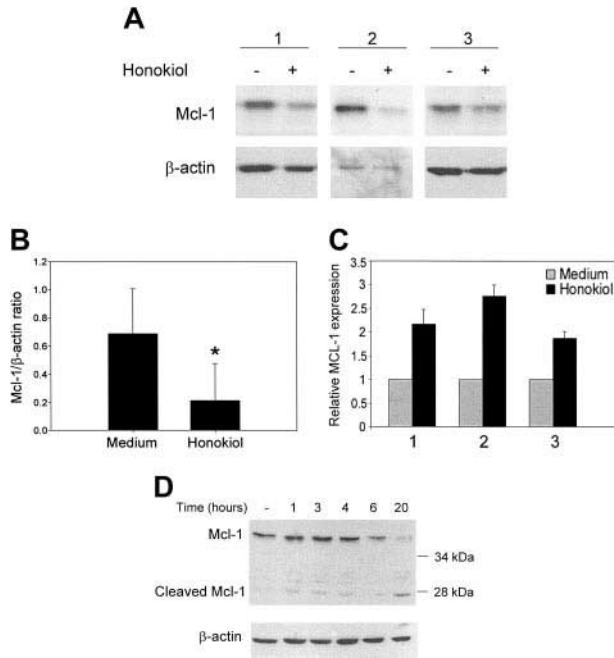 A
1 2 3
Honokiol - + - + - +
Mcl-1
β-actin
B
Mcl-1/β-actin ratio
1.2
1.0
0.8
0.6
0.4
0.2
0.0
*
Medium Honokiol
C
Relative MCL-1 expression
3.5
3
2.5
2
1.5
1
0.5
0
Medium
Honokiol
1 2 3
D
Time (hours) - 1 3 4 6 20
Mcl-1
34 kDa
Cleaved Mcl-1 28 kDa
β-actin